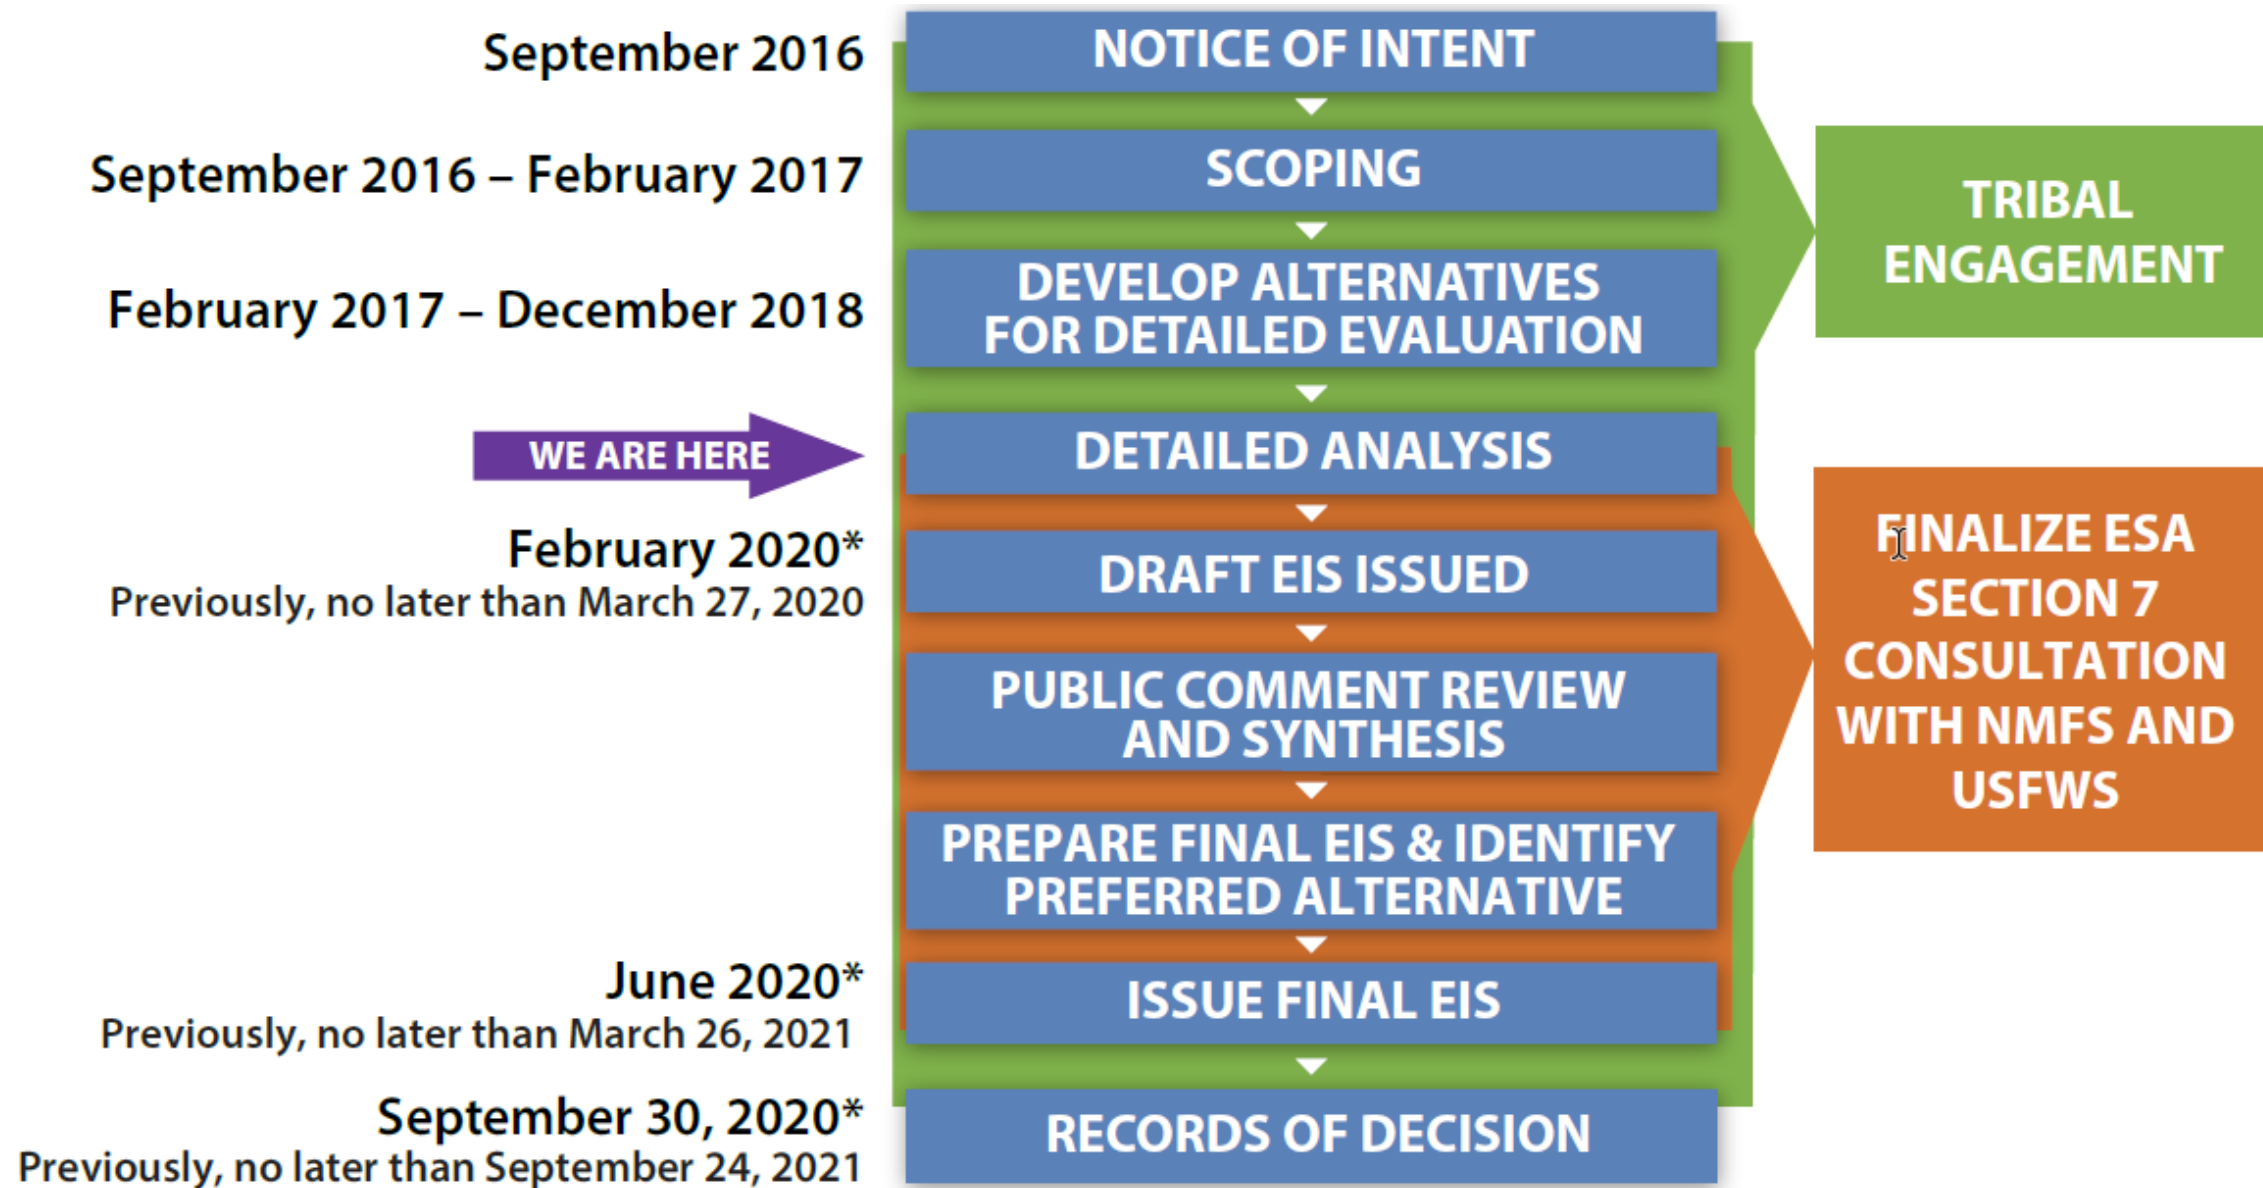 September 2016
NOTICE OF INTENT
September 2016 – February 2017
SCOPING
February 2017 – December 2018
DEVELOP ALTERNATIVES
FOR DETAILED EVALUATION
TRIBAL
ENGAGEMENT
WE ARE HERE
DETAILED ANALYSIS
February 2020*
Previously, no later than March 27, 2020
DRAFT EIS ISSUED
PUBLIC COMMENT REVIEW
AND SYNTHESIS
PREPARE FINAL EIS & IDENTIFY
PREFERRED ALTERNATIVE
FINALIZE ESA
SECTION 7
CONSULTATION
WITH NMFS AND
USFWS
June 2020*
Previously, no later than March 26, 2021
ISSUE FINAL EIS
September 30, 2020*
Previously, no later than September 24, 2021
RECORDS OF DECISION